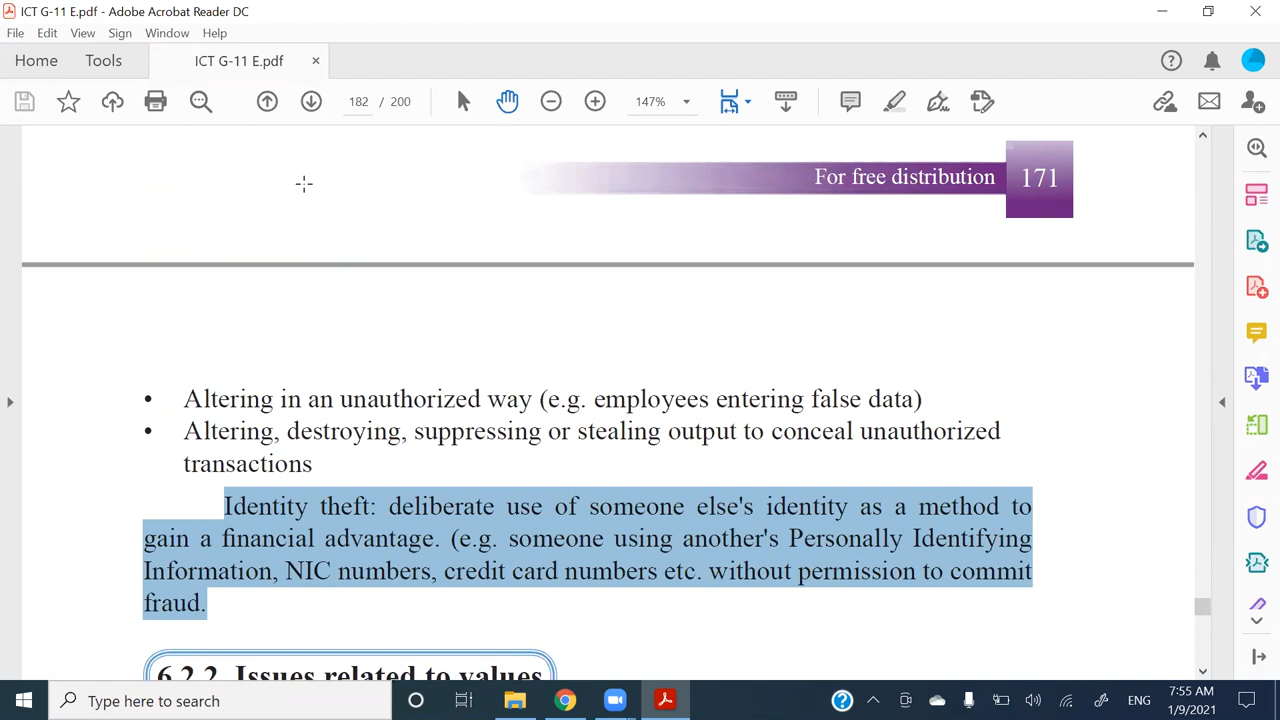 ICT G-11 E.pdf - Adobe Acrobat Reader DC
File Edit View Sign Window Help
Home Tools ICT G-11 E.pdf ×
182 / 200 147%
For free distribution 171
• Altering in an unauthorized way (e.g. employees entering false data)
• Altering, destroying, suppressing or stealing output to conceal unauthorized
transactions
Identity theft: deliberate use of someone else's identity as a method to
gain a financial advantage. (e.g. someone using another's Personally Identifying
Information, NIC numbers, credit card numbers etc. without permission to commit
fraud.
6.2.2 Issues related to values
Type here to search
ENG
7:55 AM
1/9/2021